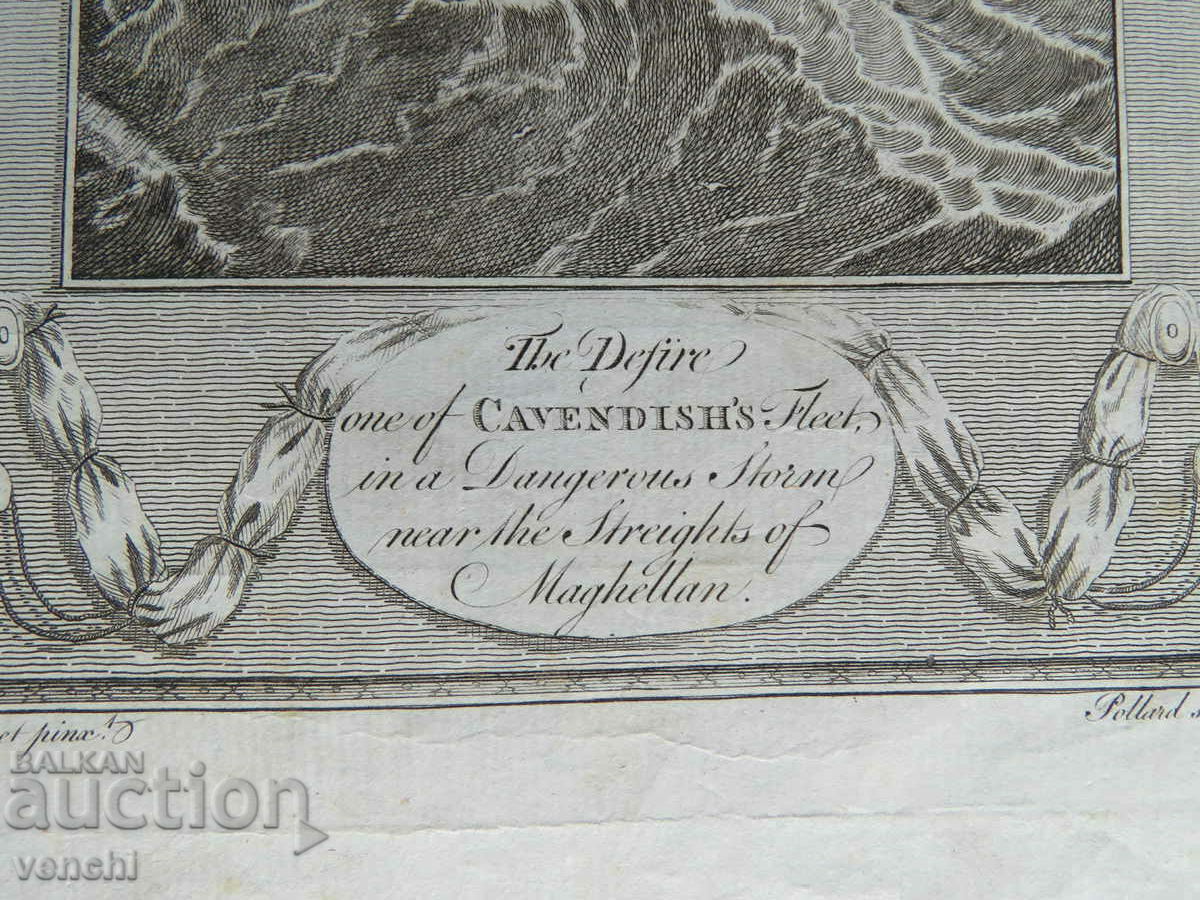 The Deſire
one of CAVENDISH'S Fleet,
in a Dangerous Storm
near the Streights of
Maghellan.
et pinx.t
Pollard s
BALKAN
auction
venchi